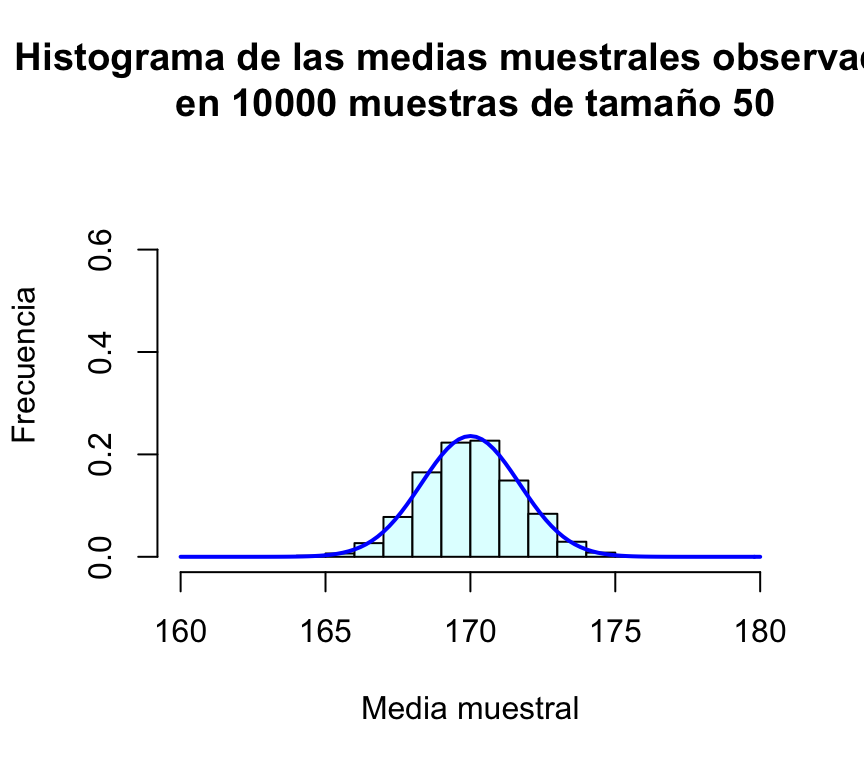 Histograma de las medias muestrales observa
en 10000 muestras de tamaño 50
0.6
0.4
0.2
0.0
Frecuencia
160 165 170 175 180
Media muestral